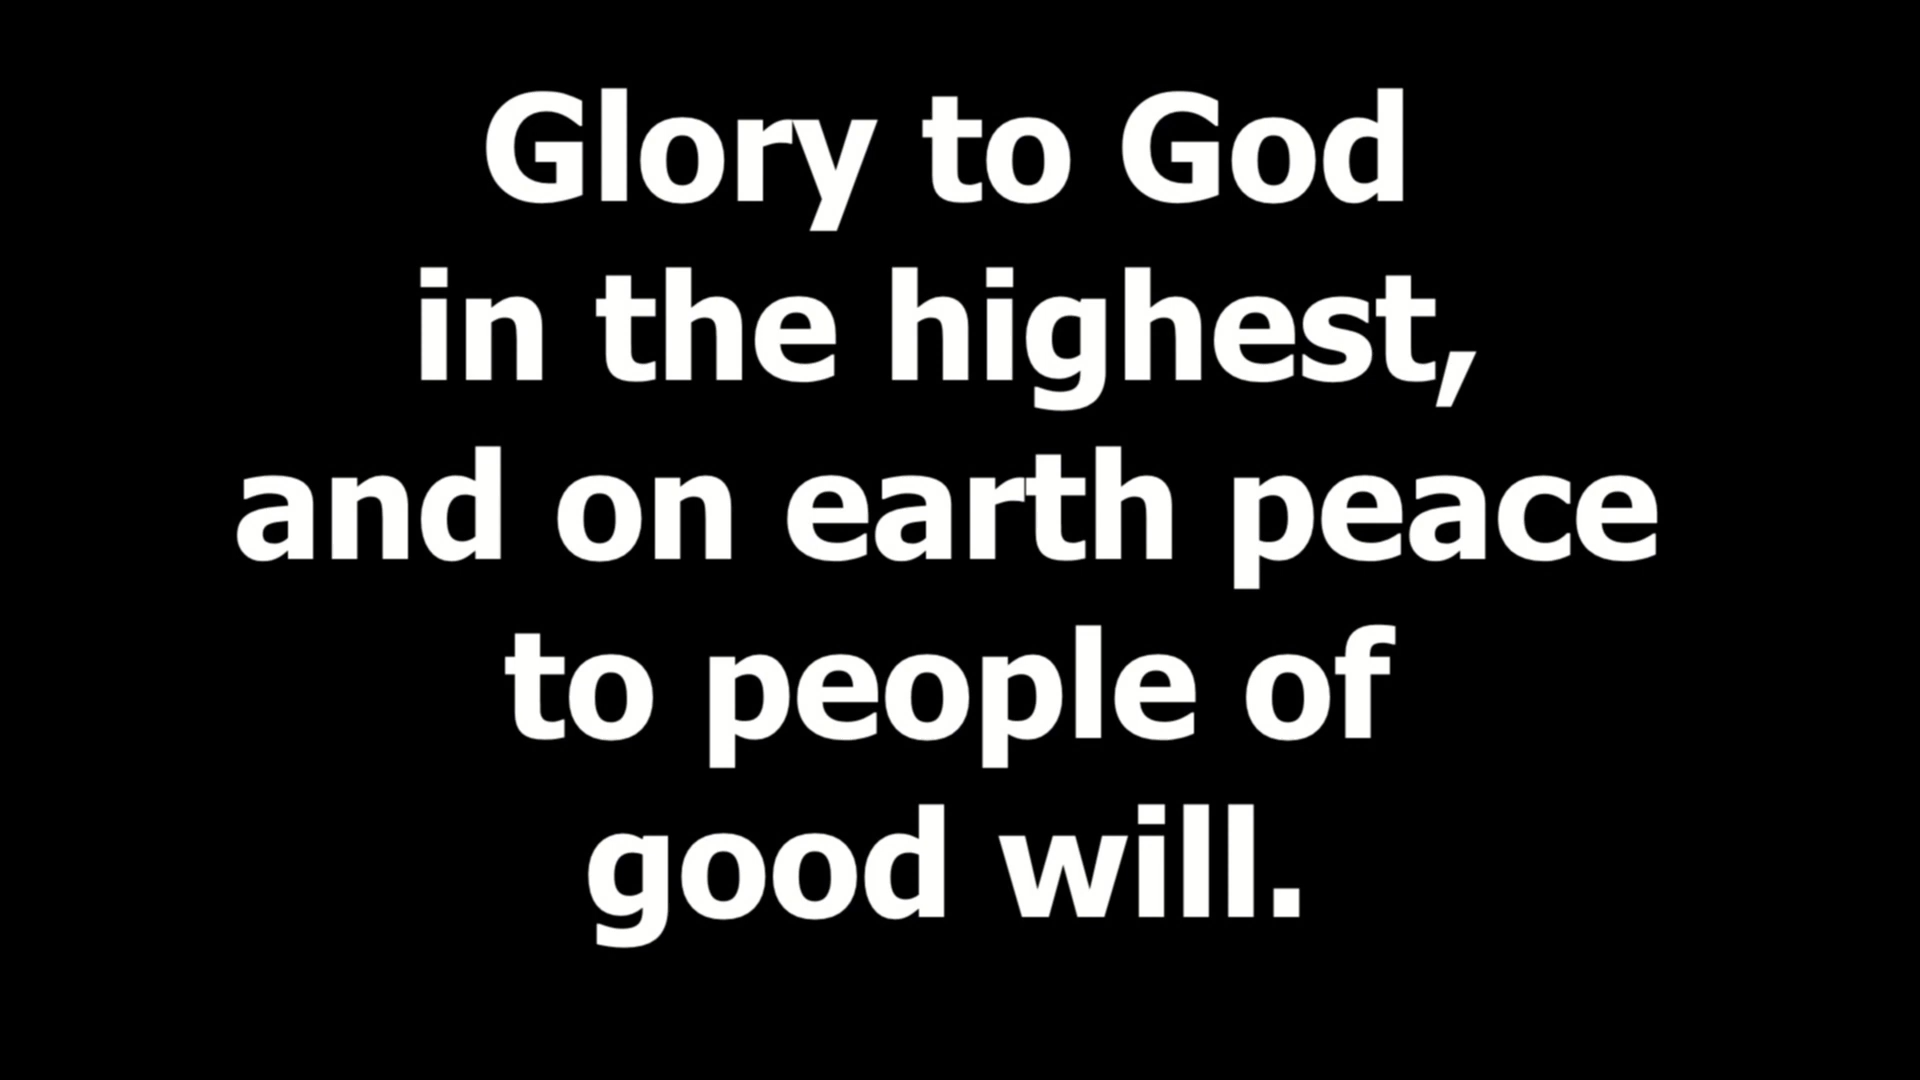 Glory to God
in the highest,
and on earth peace
to people of
good will.